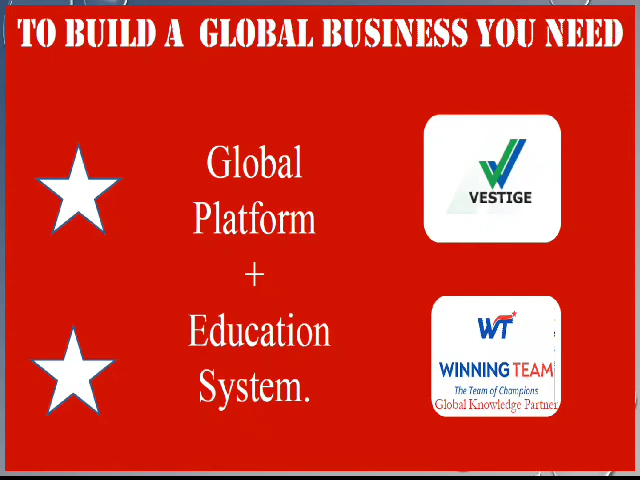 TO BUILD A GLOBAL BUSINESS YOU NEED
Global
Platform
+
Education
System.
VESTIGE
WT
WINNING TEAM
The Team of Champions
Global Knowledge Partner